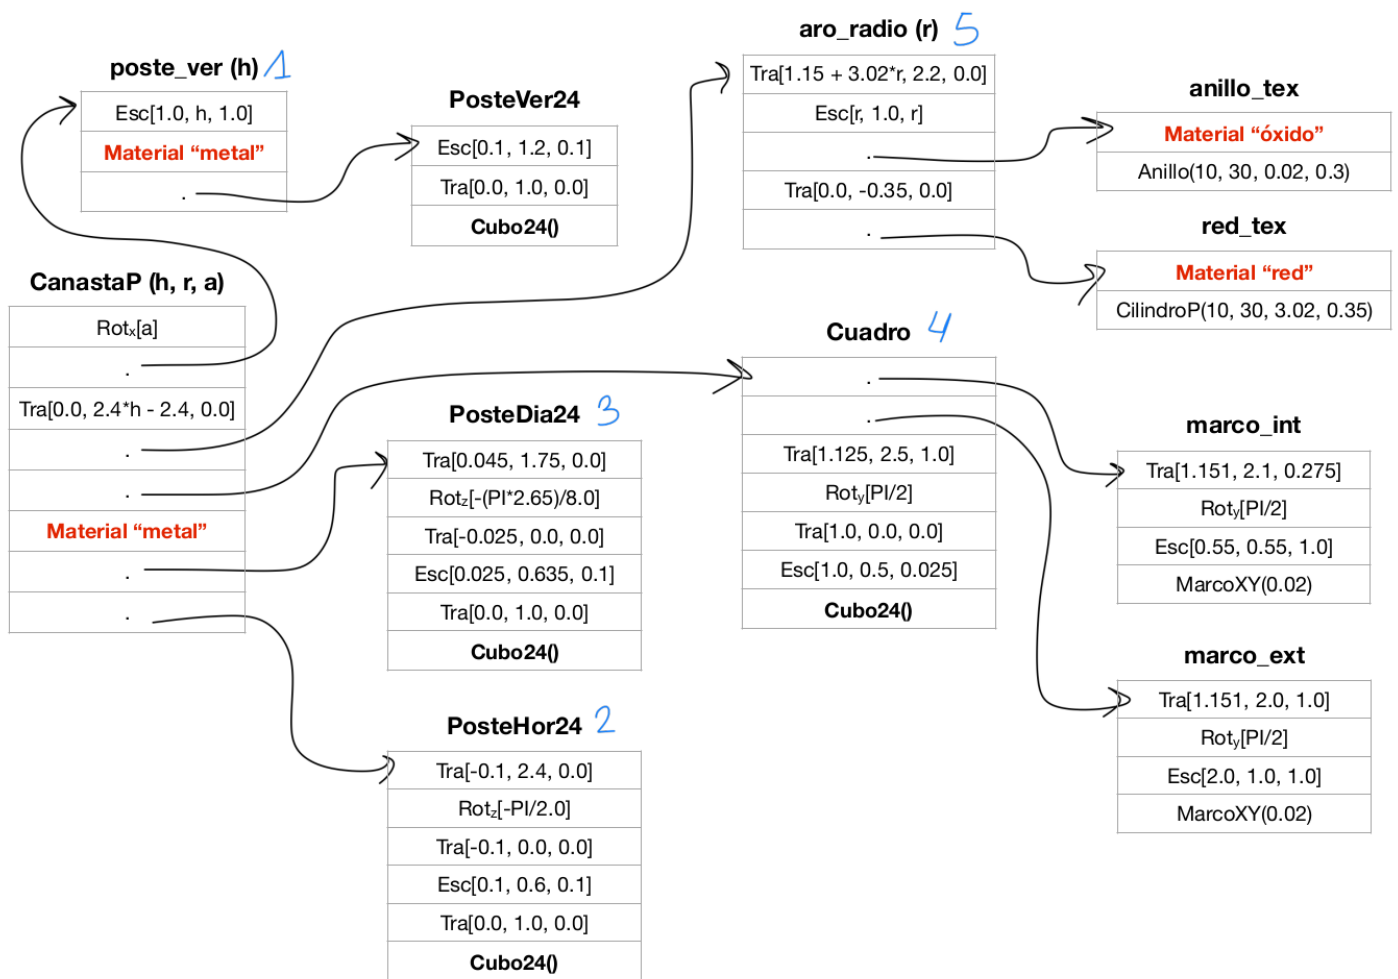 poste_ver (h) 1
Esc[1.0, h, 1.0]
Material “metal”
.
PosteVer24
Esc[0.1, 1.2, 0.1]
Tra[0.0, 1.0, 0.0]
Cubo24()
aro_radio (r) 5
Tra[1.15 + 3.02*r, 2.2, 0.0]
Esc[r, 1.0, r]
.
Tra[0.0, -0.35, 0.0]
.
anillo_tex
Material “óxido”
Anillo(10, 30, 0.02, 0.3)
red_tex
Material “red”
CilindroP(10, 30, 3.02, 0.35)
CanastaP (h, r, a)
Rotx[a]
.
Tra[0.0, 2.4*h - 2.4, 0.0]
.
.
Material “metal”
.
.
PosteDia24 3
Tra[0.045, 1.75, 0.0]
Rotz[-(PI*2.65)/8.0]
Tra[-0.025, 0.0, 0.0]
Esc[0.025, 0.635, 0.1]
Tra[0.0, 1.0, 0.0]
Cubo24()
PosteHor24 2
Tra[-0.1, 2.4, 0.0]
Rotz[-PI/2.0]
Tra[-0.1, 0.0, 0.0]
Esc[0.1, 0.6, 0.1]
Tra[0.0, 1.0, 0.0]
Cubo24()
Cuadro 4
.
.
Tra[1.125, 2.5, 1.0]
Roty[PI/2]
Tra[1.0, 0.0, 0.0]
Esc[1.0, 0.5, 0.025]
Cubo24()
marco_int
Tra[1.151, 2.1, 0.275]
Roty[PI/2]
Esc[0.55, 0.55, 1.0]
MarcoXY(0.02)
marco_ext
Tra[1.151, 2.0, 1.0]
Roty[PI/2]
Esc[2.0, 1.0, 1.0]
MarcoXY(0.02)